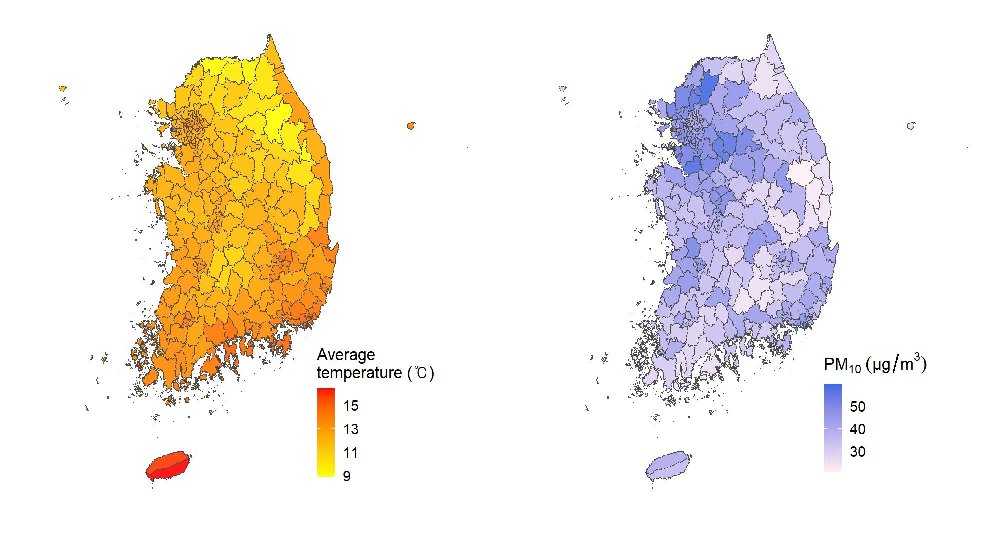 Average
temperature (℃)
15
13
11
9
PM₁₀ (µg/m³)
50
40
30